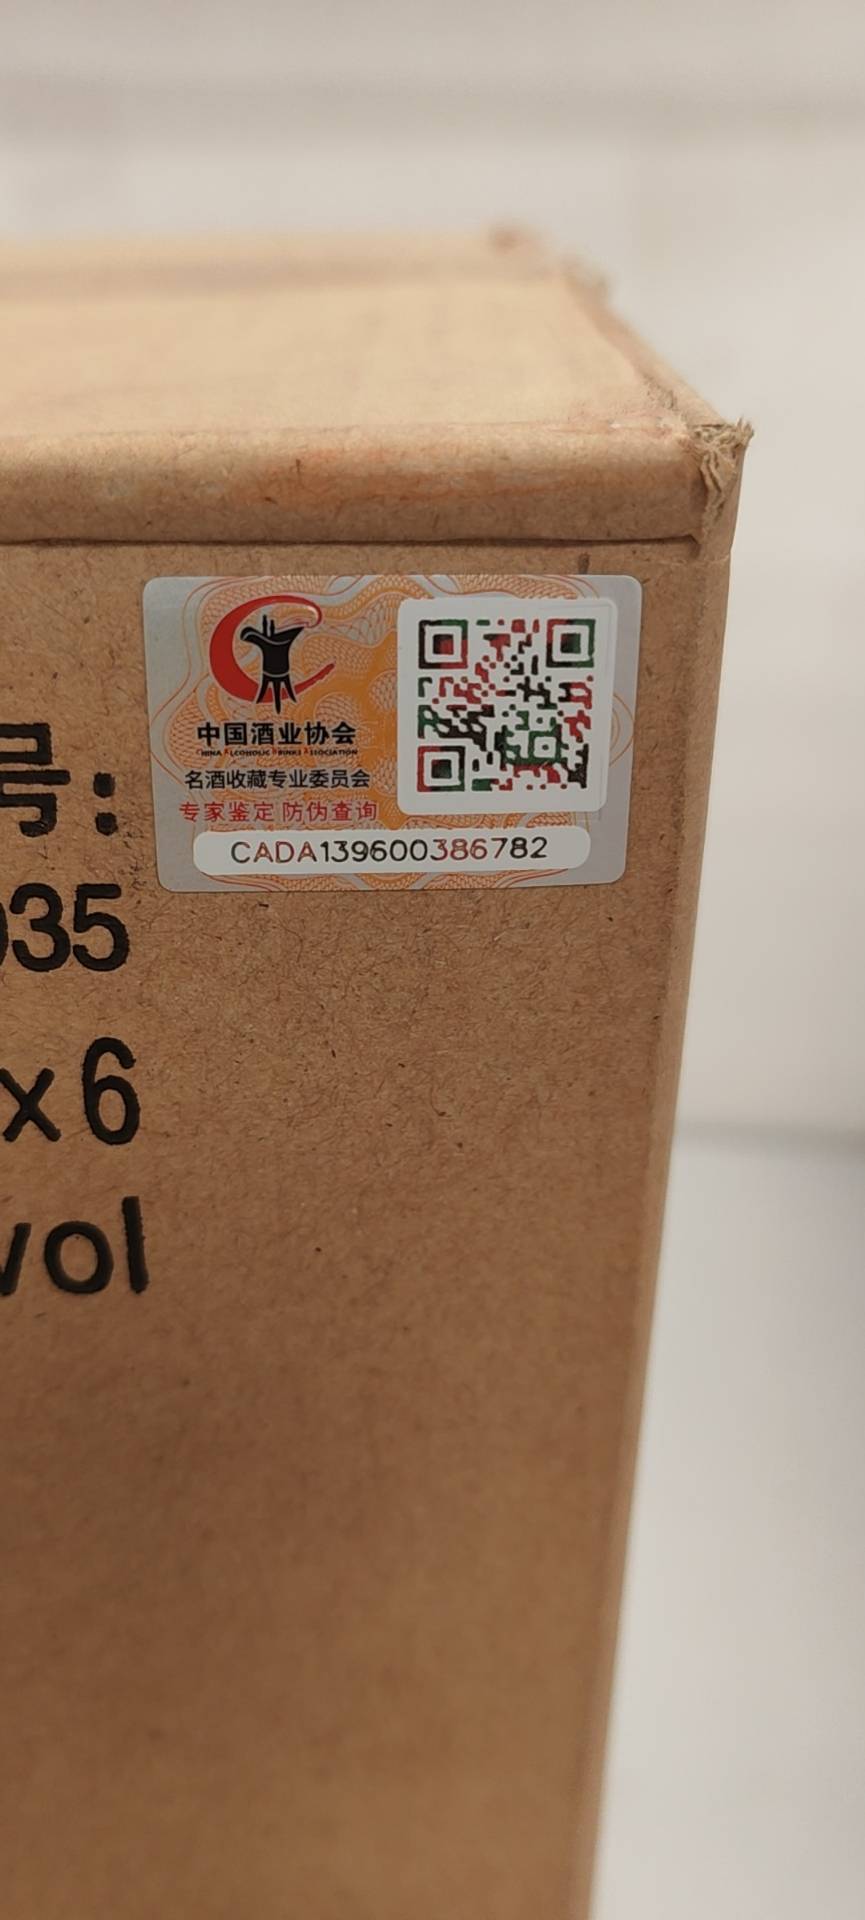 中国酒业协会
CHINA ALCOHOLIC DRINKS ASSOCIATION
名酒收藏专业委员会
专家鉴定 防伪查询
CADA139600386782
号:
035
x6
vol